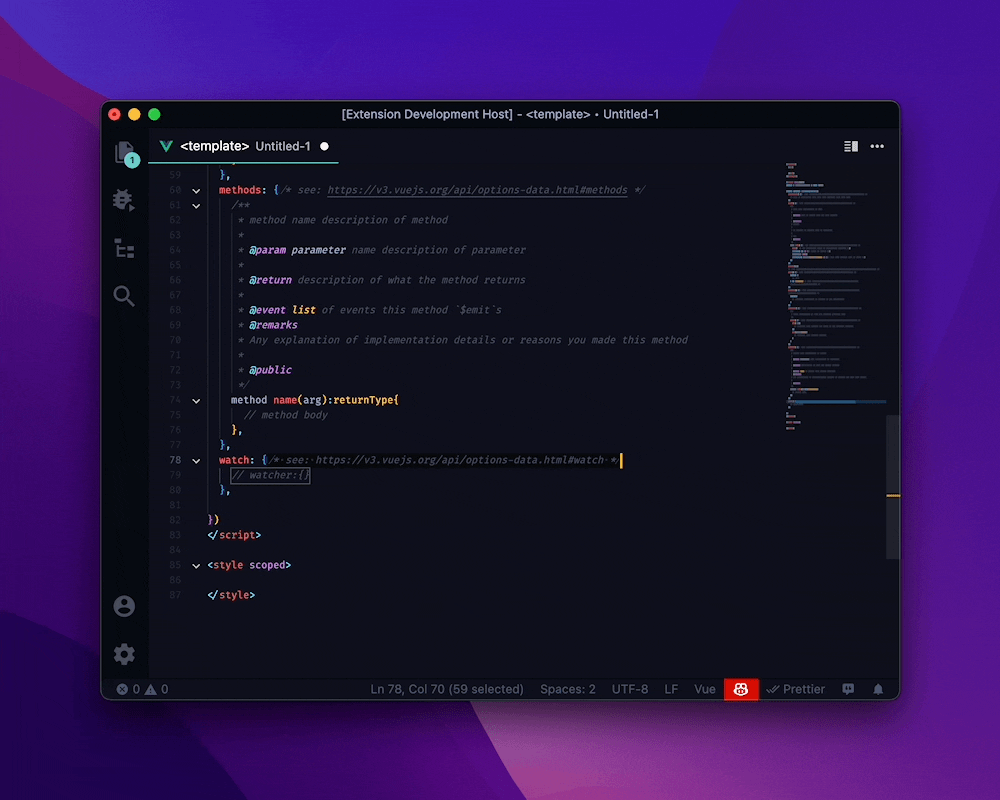 [Extension Development Host] - <template> • Untitled-1
<template> Untitled-1
1
59 },
60 methods: {/* see: https://v3.vuejs.org/api/options-data.html#methods */
61 /**
62 * method name description of method
63 *
64 * @param parameter name description of parameter
65 *
66 * @return description of what the method returns
67 *
68 * @event list of events this method `$emit`s
69 * @remarks
70 * Any explanation of implementation details or reasons you made this method
71 *
72 * @public
73 */
74 method name(arg):returnType{
75 // method body
76 },
77 },
78 watch: {/* see: https://v3.vuejs.org/api/options-data.html#watch */
79 // watcher:{}
80 },
81
82 })
83 </script>
84
85 <style scoped>
86
87 </style>
0 0 Ln 78, Col 70 (59 selected) Spaces: 2 UTF-8 LF Vue Prettier